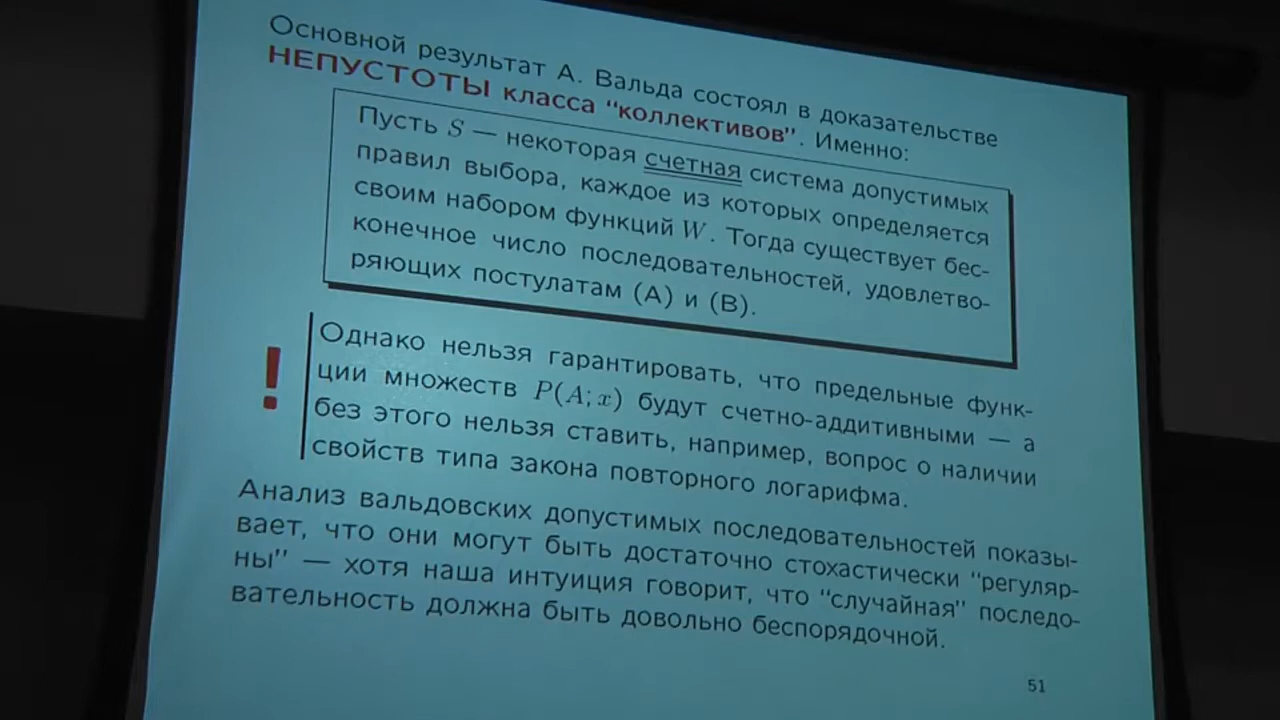 Основной результат А. Вальда состоял в доказательстве
НЕПУСТОТЫ класса "коллективов". Именно:
Пусть S — некоторая счетная система допустимых
правил выбора, каждое из которых определяется
своим набором функций W. Тогда существует бес-
конечное число последовательностей, удовлетво-
ряющих постулатам (A) и (B).
!
Однако нельзя гарантировать, что предельные функ-
ции множеств P(A; x) будут счетно-аддитивными — а
без этого нельзя ставить, например, вопрос о наличии
свойств типа закона повторного логарифма.
Анализ вальдовских допустимых последовательностей показы-
вает, что они могут быть достаточно стохастически "регуляр-
ны" — хотя наша интуиция говорит, что "случайная" последо-
вательность должна быть довольно беспорядочной.
51